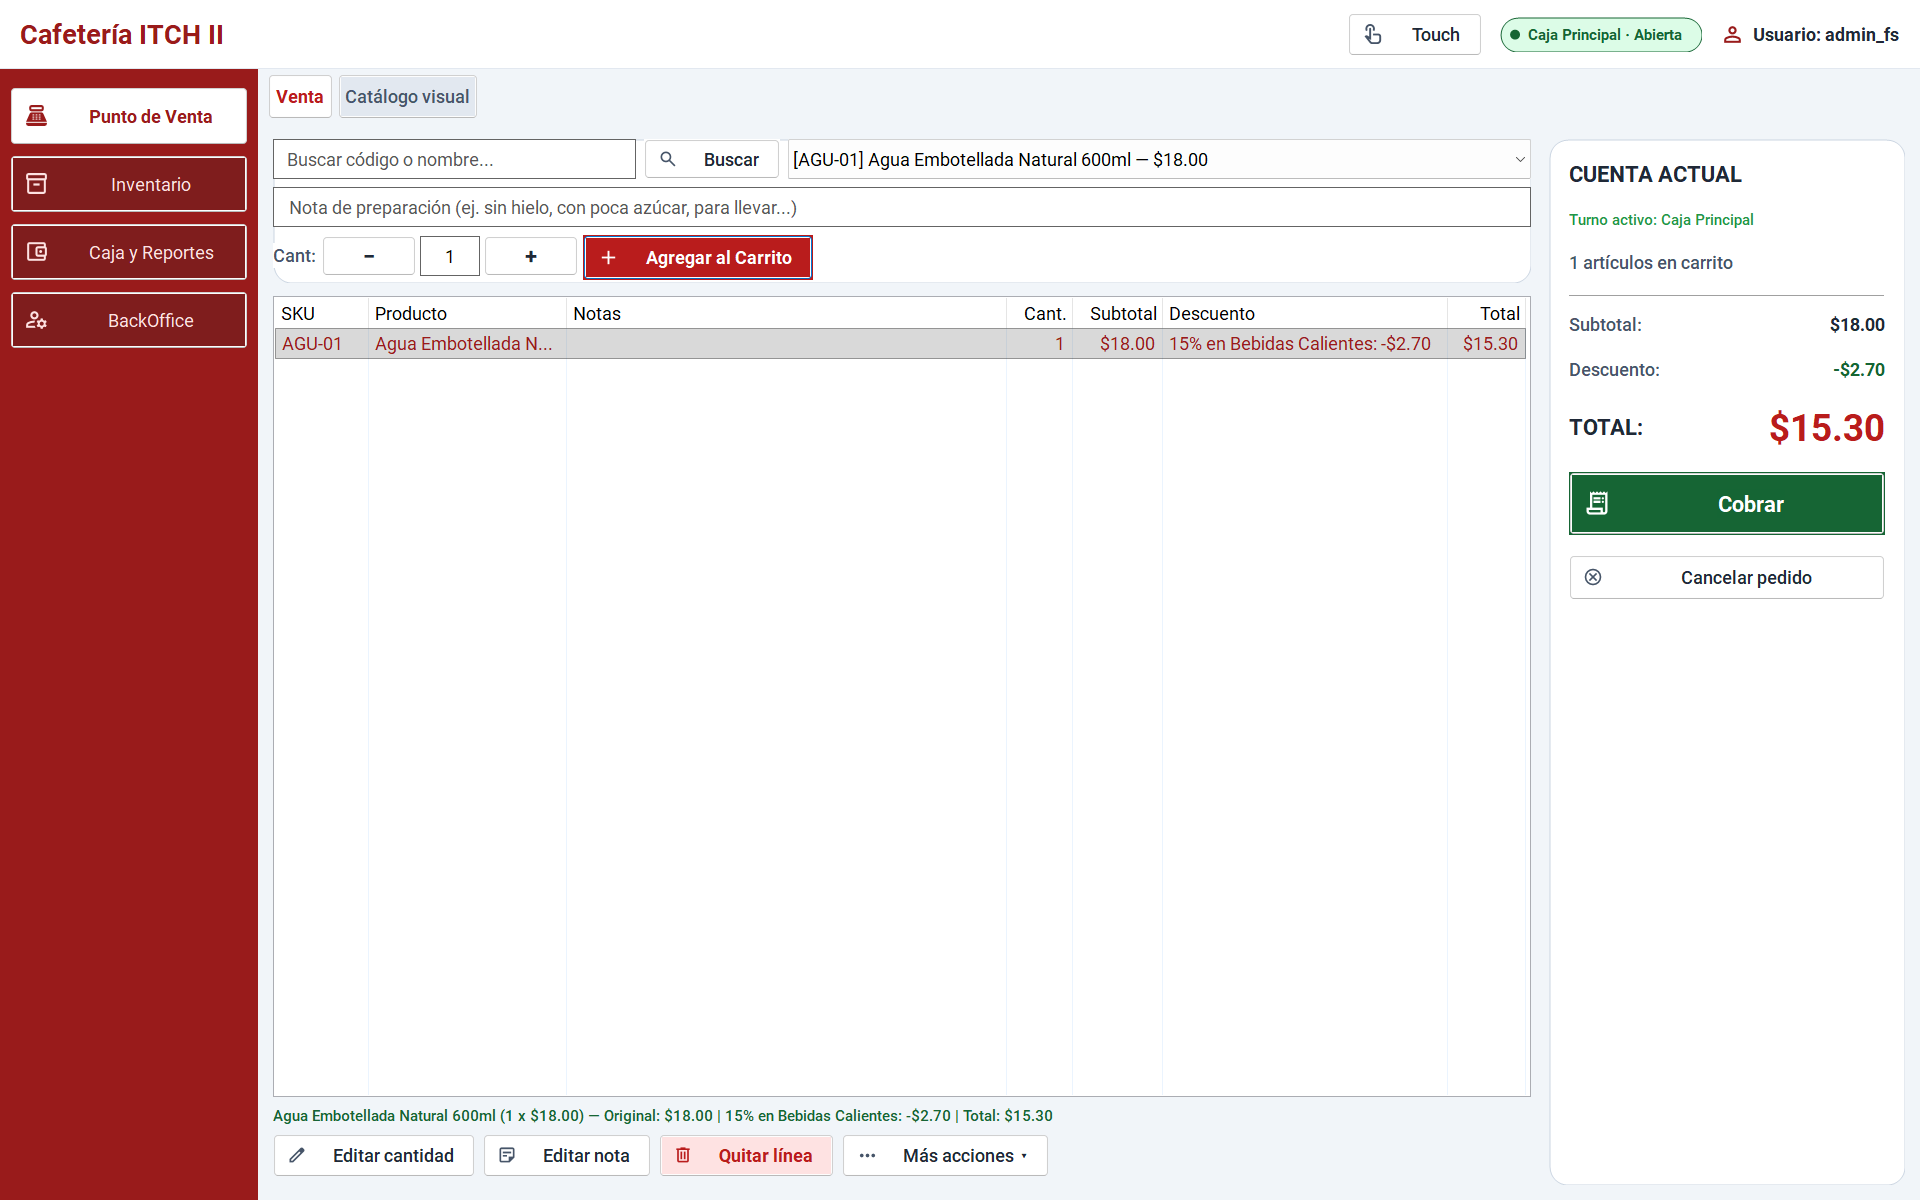 Cafetería ITCH II
Touch
Caja Principal · Abierta
Usuario: admin_fs
Punto de Venta
Inventario
Caja y Reportes
BackOffice
Venta
Catálogo visual
Buscar código o nombre...
Buscar
[AGU-01] Agua Embotellada Natural 600ml — $18.00
Nota de preparación (ej. sin hielo, con poca azúcar, para llevar...)
Cant:
−
1
+
+ Agregar al Carrito
SKU Producto Notas Cant. Subtotal Descuento Total
AGU-01 Agua Embotellada N... 1 $18.00 15% en Bebidas Calientes: -$2.70 $15.30
Agua Embotellada Natural 600ml (1 x $18.00) — Original: $18.00 | 15% en Bebidas Calientes: -$2.70 | Total: $15.30
Editar cantidad
Editar nota
Quitar línea
Más acciones
CUENTA ACTUAL
Turno activo: Caja Principal
1 artículos en carrito
Subtotal: $18.00
Descuento: -$2.70
TOTAL: $15.30
Cobrar
Cancelar pedido